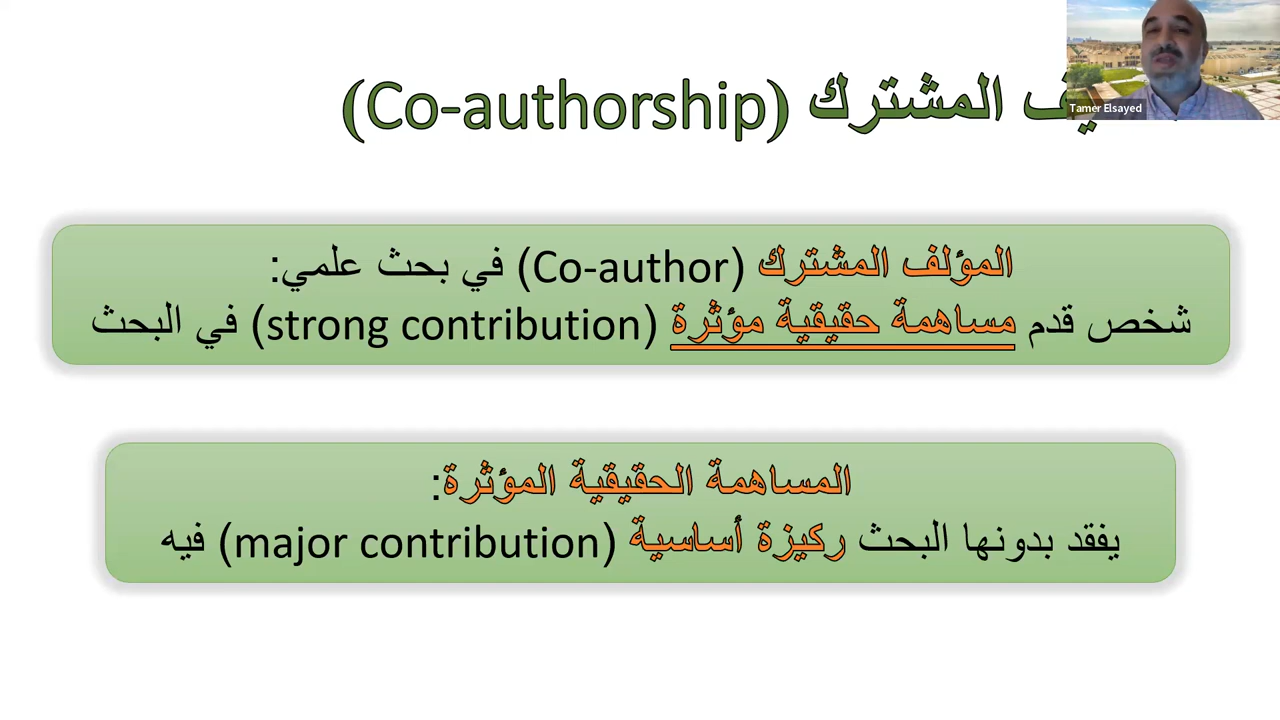 المشترك (Co-authorship)
Tamer Elsayed
المؤلف المشترك (Co-author) في بحث علمي:
شخص قدم مساهمة حقيقية مؤثرة (strong contribution) في البحث
المساهمة الحقيقية المؤثرة:
يفقد بدونها البحث ركيزة أساسية (major contribution) فيه